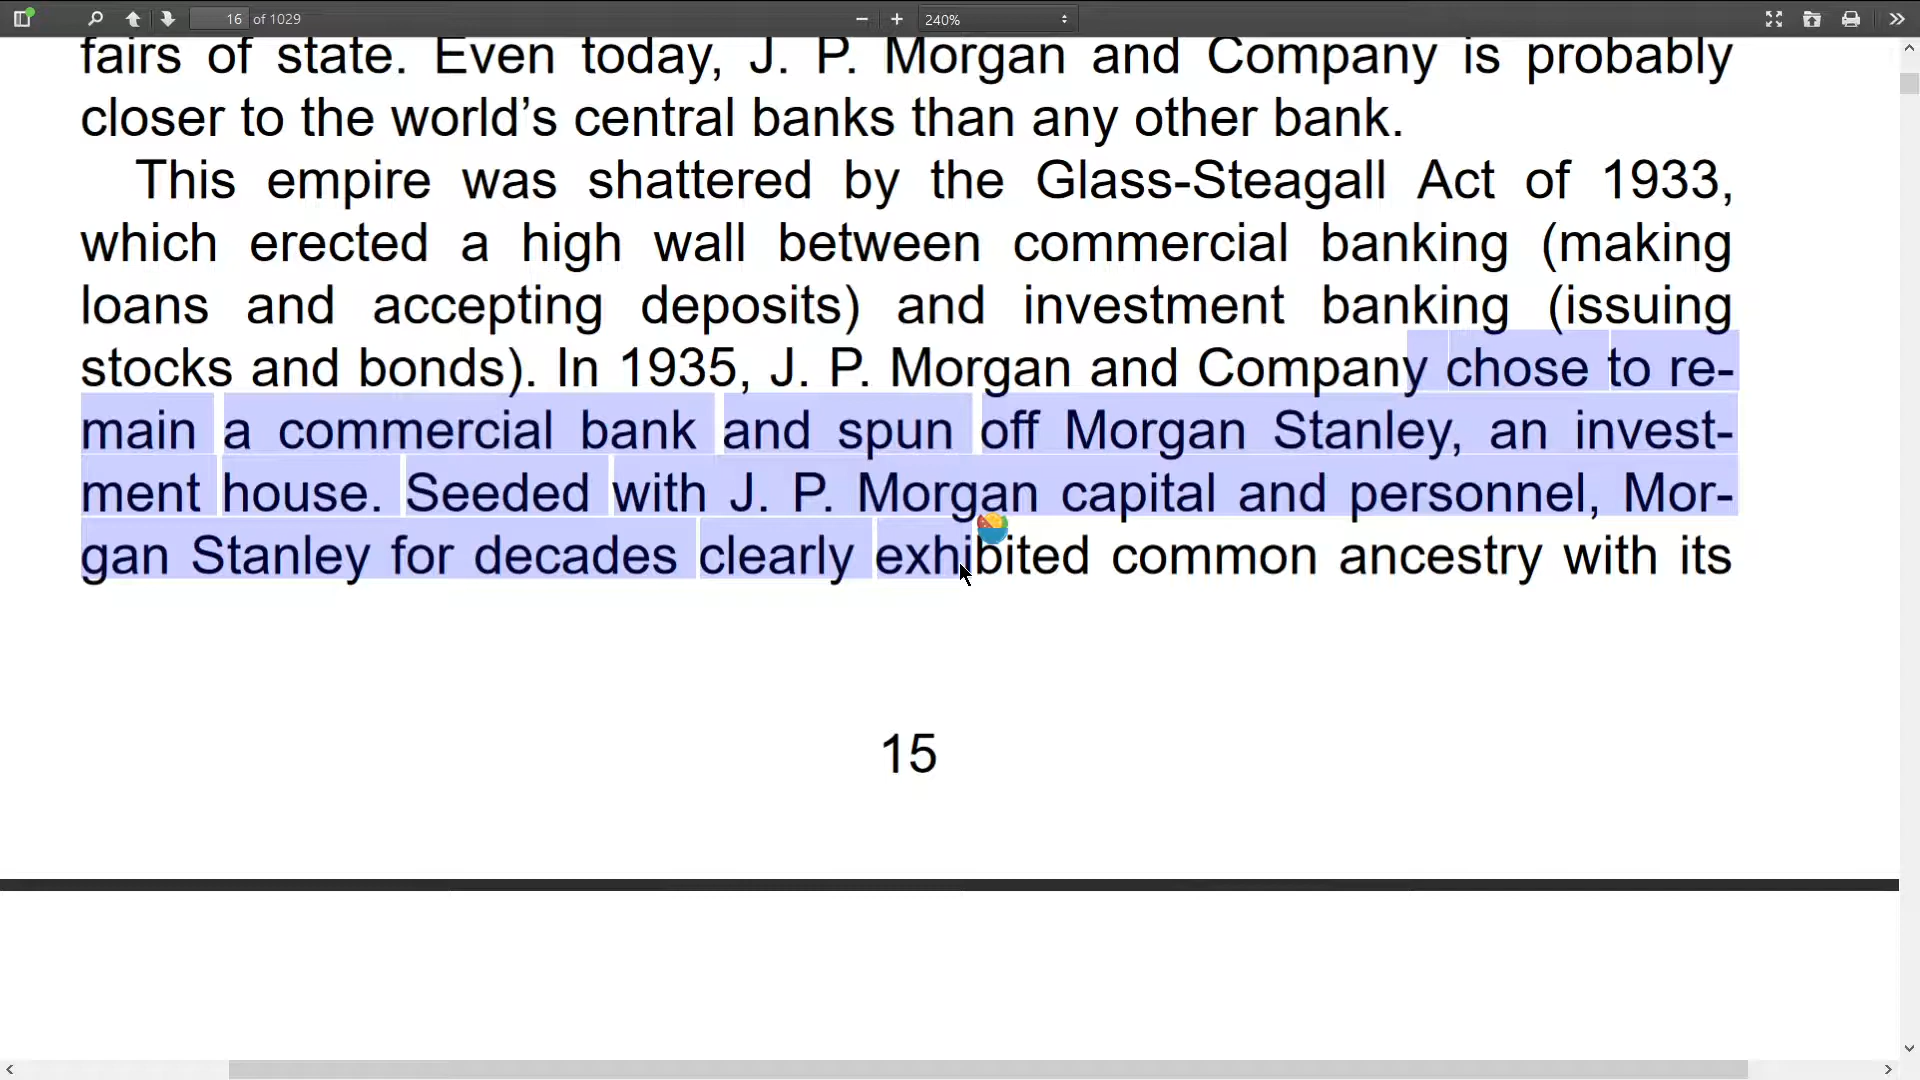 16 of 1029
240%
fairs of state. Even today, J. P. Morgan and Company is probably
closer to the world’s central banks than any other bank.
This empire was shattered by the Glass-Steagall Act of 1933,
which erected a high wall between commercial banking (making
loans and accepting deposits) and investment banking (issuing
stocks and bonds). In 1935, J. P. Morgan and Company chose to re-
main a commercial bank and spun off Morgan Stanley, an invest-
ment house. Seeded with J. P. Morgan capital and personnel, Mor-
gan Stanley for decades clearly exhibited common ancestry with its
15